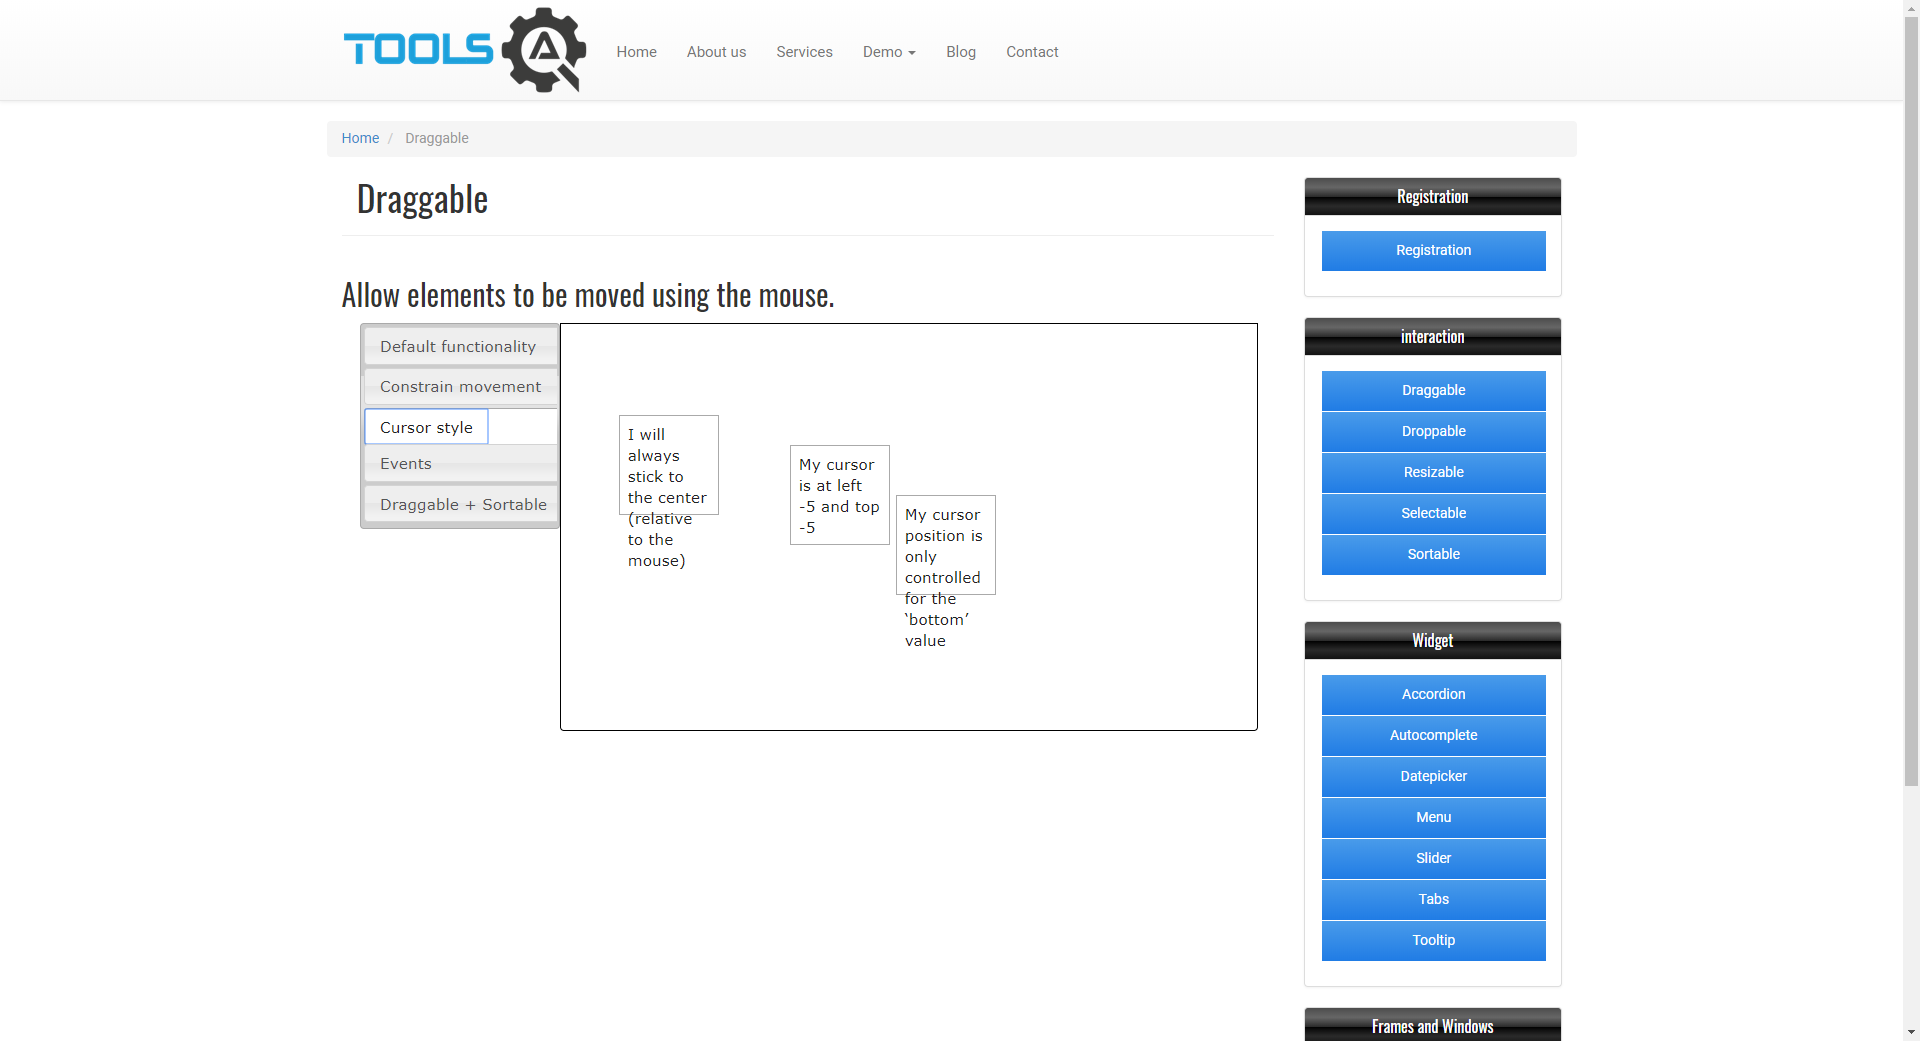 TOOLS QA
Home
About us
Services
Demo
Blog
Contact
Home / Draggable
Draggable
Allow elements to be moved using the mouse.
Default functionality
Constrain movement
Cursor style
Events
Draggable + Sortable
I will
always
stick to
the center
(relative
to the
mouse)
My cursor
is at left
-5 and top
-5
My cursor
position is
only
controlled
for the
‘bottom’
value
Registration
Registration
interaction
Draggable
Droppable
Resizable
Selectable
Sortable
Widget
Accordion
Autocomplete
Datepicker
Menu
Slider
Tabs
Tooltip
Frames and Windows